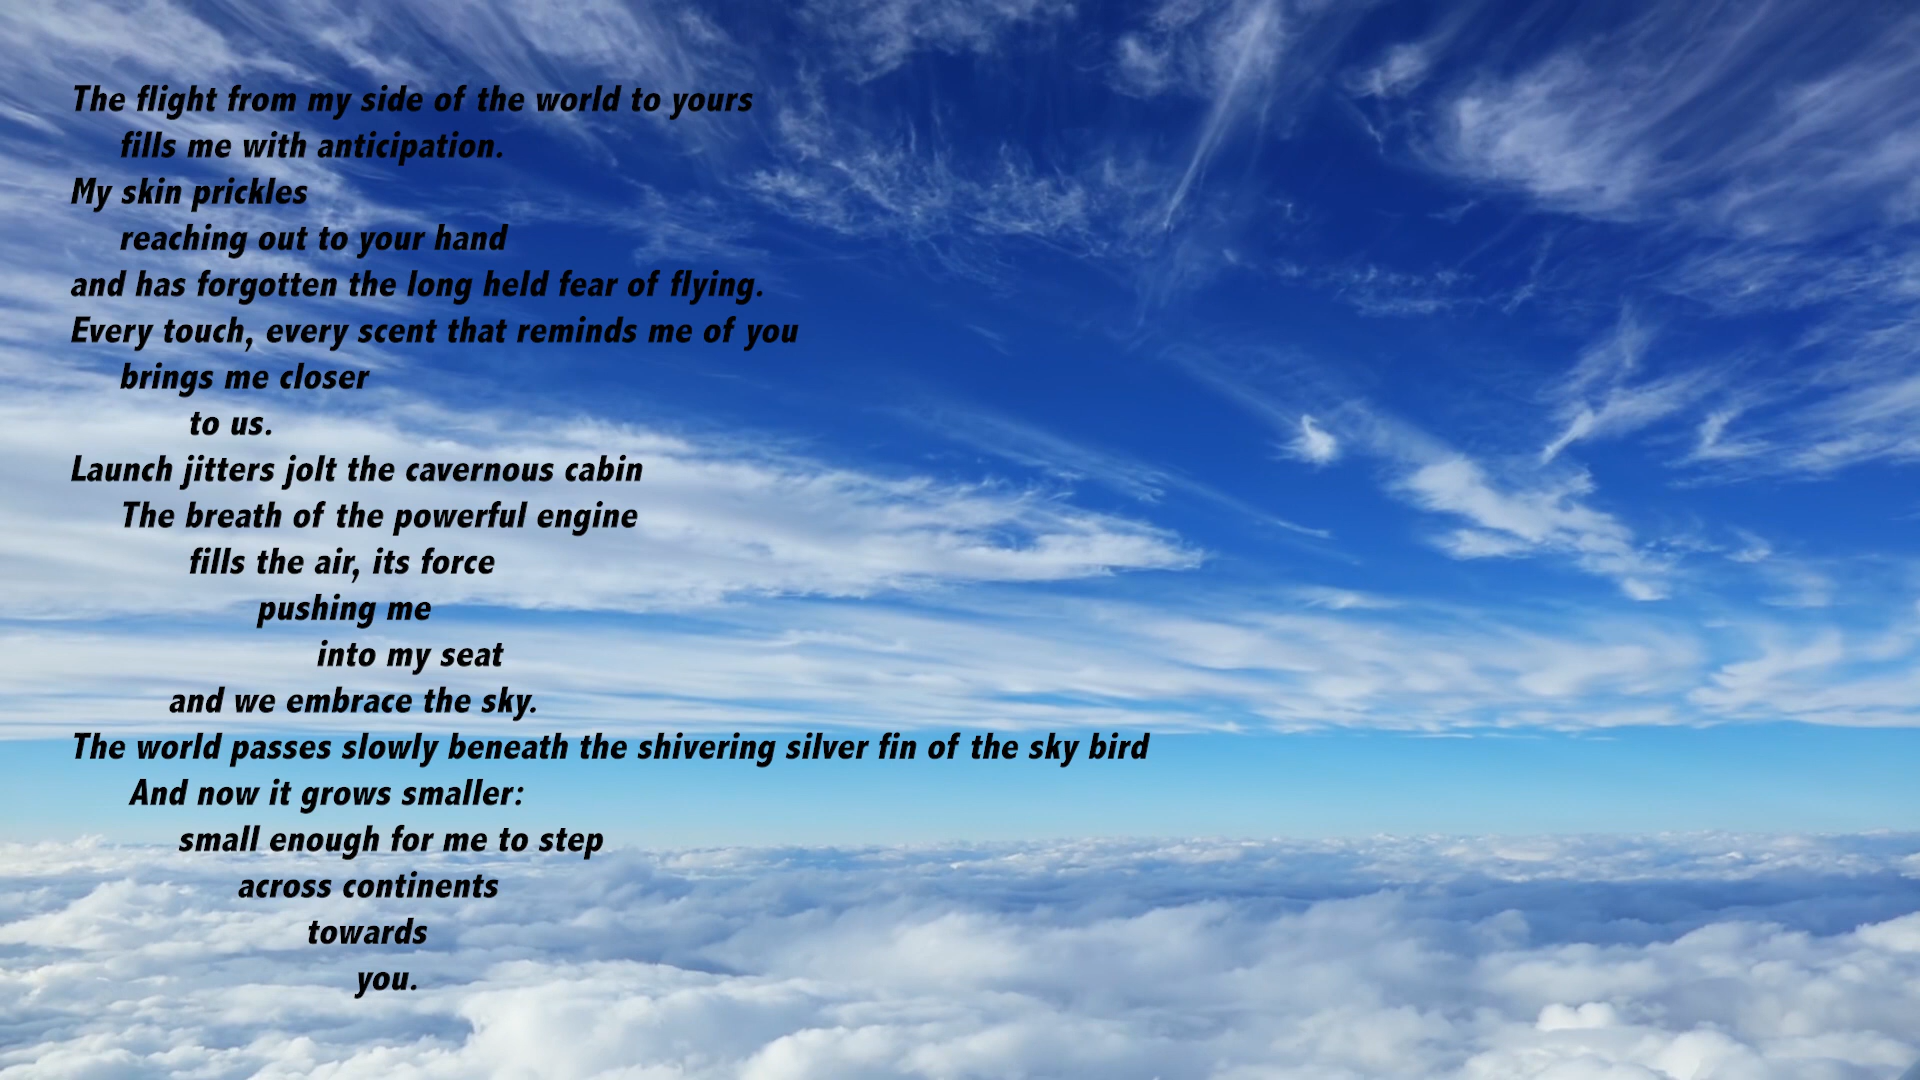 The flight from my side of the world to yours
fills me with anticipation.
My skin prickles
reaching out to your hand
and has forgotten the long held fear of flying.
Every touch, every scent that reminds me of you
brings me closer
to us.
Launch jitters jolt the cavernous cabin
The breath of the powerful engine
fills the air, its force
pushing me
into my seat
and we embrace the sky.
The world passes slowly beneath the shivering silver fin of the sky bird
And now it grows smaller:
small enough for me to step
across continents
towards
you.